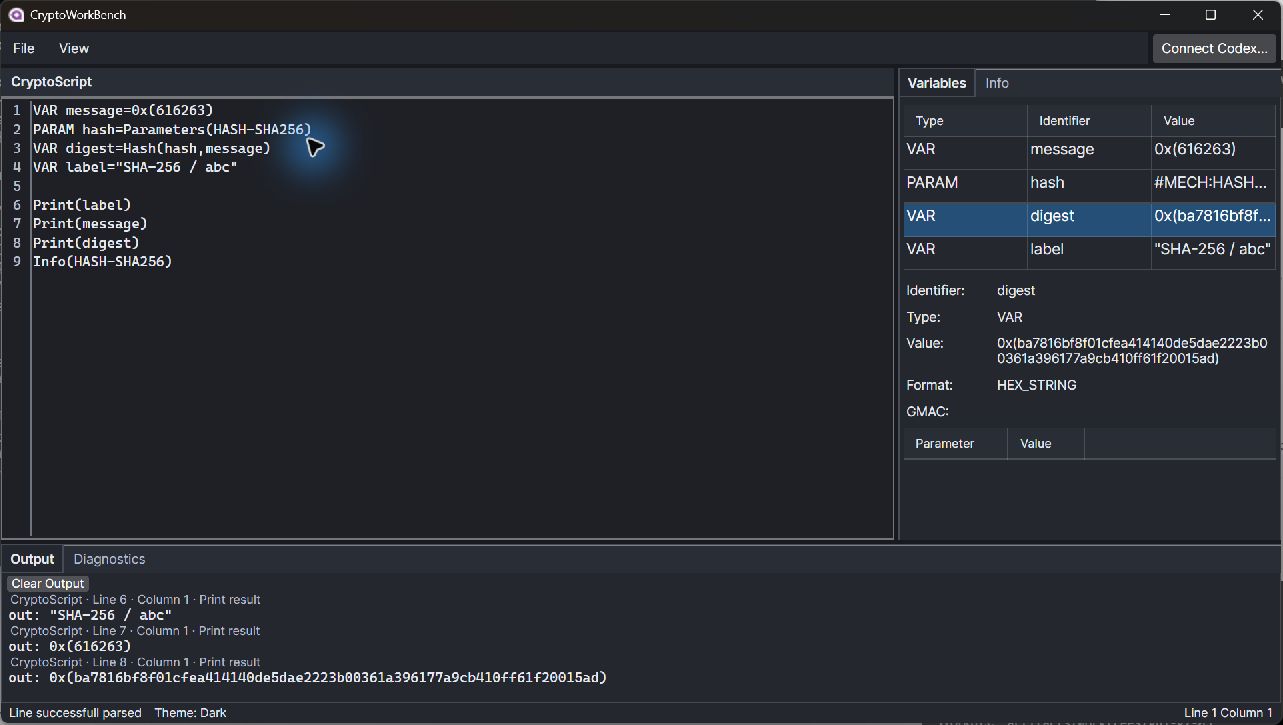 CryptoWorkBench
File View Connect Codex...
CryptoScript
1 VAR message=0x(616263)
2 PARAM hash=Parameters(HASH-SHA256)
3 VAR digest=Hash(hash,message)
4 VAR label="SHA-256 / abc"
5
6 Print(label)
7 Print(message)
8 Print(digest)
9 Info(HASH-SHA256)
Variables Info
Type Identifier Value
VAR message 0x(616263)
PARAM hash #MECH:HASH...
VAR digest 0x(ba7816bf8f...
VAR label "SHA-256 / abc"
Identifier: digest
Type: VAR
Value: 0x(ba7816bf8f01cfea414140de5dae2223b0
0361a396177a9cb410ff61f20015ad)
Format: HEX_STRING
GMAC:
Parameter Value
Output Diagnostics
Clear Output
CryptoScript · Line 6 · Column 1 · Print result
out: "SHA-256 / abc"
CryptoScript · Line 7 · Column 1 · Print result
out: 0x(616263)
CryptoScript · Line 8 · Column 1 · Print result
out: 0x(ba7816bf8f01cfea414140de5dae2223b00361a396177a9cb410ff61f20015ad)
Line successfully parsed Theme: Dark Line 1 Column 1